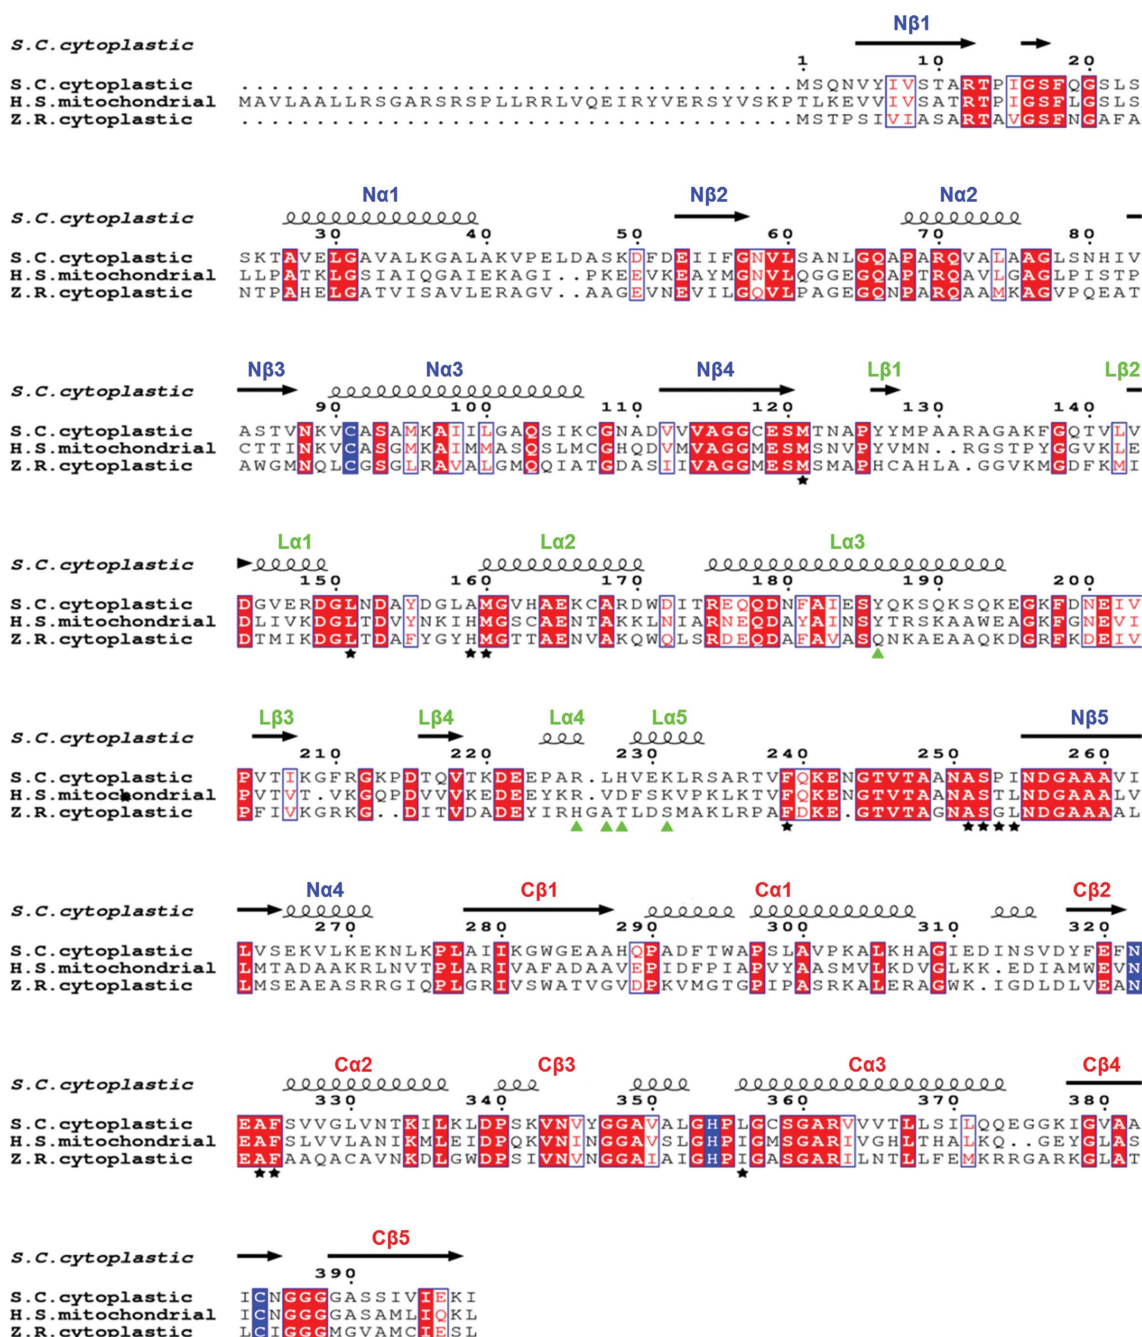 Nβ1
S.C.cytoplastic
1 10 20
S.C.cytoplastic .....................................MSQNVYIVSTARTPIGSFQGSLS
H.S.mitochondrial MAVLAALLRSGARSRSPLLRRLVQEIRYVERSYVSKPTLKEVVIVSATRTPIGSFLGSLS
Z.R.cytoplastic .....................................MSTPSIVIASARTAVGSFNGAFA
Nα1 Nβ2 Nα2
S.C.cytoplastic
30 40 50 60 70 80
S.C.cytoplastic SKTAVELGAVALKGALAKVPELDASKDFDEIIFGNVLSANLGQAPARQVALAAGLSNHIV
H.S.mitochondrial LLPATKLGSIAIQGAIEKAGI..PKEEVKEAYMGNVLQGGEGQAPTRQAVLGAGLPISTP
Z.R.cytoplastic NTPAHELGATVISAVLERAGV..AAGEVNEVILGQVLPAGEGQNPARQAAMKAGVPQEAT
Nβ3 Nα3 Nβ4 Lβ1 Lβ2
S.C.cytoplastic
90 100 110 120 130 140
S.C.cytoplastic ASTVNKVCASAMKAIILGAQSIKCGNADVVVAGGCESMTNAPYYMPAARAGAKFGQTVLV
H.S.mitochondrial CTTINKVCASGMKAIMMASQSLMCGHQDVMVAGGMESMSNVPYVMN..RGSTPYGGVKLE
Z.R.cytoplastic AWGMNQLCGSGLRAVALGMQQIATGDASIIVAGGMESMSMAPHCAHLA.GGVKMGDFKMI
★
Lα1 Lα2 Lα3
S.C.cytoplastic
150 160 170 180 190 200
S.C.cytoplastic DGVERDGLNDAYDGLAMGVHAEKCARDWDITREQQDNFAIESYQKSQKSQKEGKFDNEIV
H.S.mitochondrial DLIVKDGLTDVYNKIHMGSCAENTAKKLNIARNEQDAYAINSYTRSKAAWEAGKFGNEVI
Z.R.cytoplastic DTMIKDGLTDAFYGYHMGTTAENVAKQWQLSRDEQDAFAVASQNKAEAAQKDGRFKDEIV
★ ★★ ▲
Lβ3 Lβ4 Lα4 Lα5 Nβ5
S.C.cytoplastic
210 220 230 240 250 260
S.C.cytoplastic PVTIKGFRGKPDTQVTKDEEPAR.LHVEKLRSARTVFQKENGTVTAANASPINDGAAAVI
H.S.mitochondrial PVTVT.VKGQPDVVVKEDEEYKR.VDFSKVPKLKTVFQKENGTVTAANASTLNDGAAALV
Z.R.cytoplastic PFIVKGRKG..DITVDADEYIRHGATLDSMAKLRPAFDKE.GTVTAGNASGLNDGAAAAL
▲ ▲▲ ▲ ★ ★★★★
Nα4 Cβ1 Cα1 Cβ2
S.C.cytoplastic
270 280 290 300 310 320
S.C.cytoplastic LVSEKVLKEKNLKPLAIIKGWGEAAHQPADFTWAPSLAVPKALKHAGIEDINSVDYFEFN
H.S.mitochondrial LMTADAAKRLNVTPLARIVAFADAAVEPIDFPIAPVYAASMVLKDVGLKK.EDIAMWEVN
Z.R.cytoplastic LMSEAEASRRGIQPLGRIVSWATVGVDPKVMGTGPIPASRKALERAGWK.IGDLDLVEAN
Cα2 Cβ3 Cα3 Cβ4
S.C.cytoplastic
330 340 350 360 370 380
S.C.cytoplastic EAFSVVGLVNTKILKLDPSKVNVYGGAVALGHPLGCSGARVVVTLLSILQQEGGKIGVAA
H.S.mitochondrial EAFSLVVLANIKMLEIDPQKVNINGGAVSLGHPIGMSGARIVGHLTHALKQ..GEYGLAS
Z.R.cytoplastic EAFAAQACAVNKDLGWDPSIVNVNGGAIAIGHPIGASGARILNTLLFEMKRRGARKGLAT
★★ ★
Cβ5
S.C.cytoplastic
390
S.C.cytoplastic ICNGGGGASSIVIEKI
H.S.mitochondrial ICNGGGGASAMLIQKL
Z.R.cytoplastic LCIGGGMGVAMCIESL